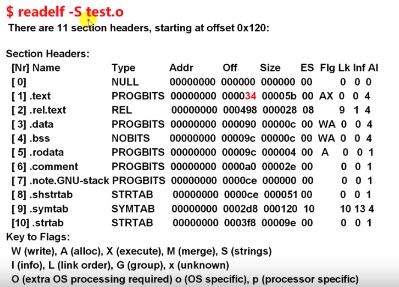 $ readelf -S test.o
There are 11 section headers, starting at offset 0x120:
Section Headers:
[Nr] Name Type Addr Off Size ES Flg Lk Inf Al
[ 0] NULL 00000000 000000 000000 00 0 0 0
[ 1] .text PROGBITS 00000000 000034 00005b 00 AX 0 0 4
[ 2] .rel.text REL 00000000 000498 000028 08 9 1 4
[ 3] .data PROGBITS 00000000 000090 00000c 00 WA 0 0 4
[ 4] .bss NOBITS 00000000 00009c 00000c 00 WA 0 0 4
[ 5] .rodata PROGBITS 00000000 00009c 000004 00 A 0 0 1
[ 6] .comment PROGBITS 00000000 0000a0 00002e 00 0 0 1
[ 7] .note.GNU-stack PROGBITS 00000000 0000ce 000000 00 0 0 1
[ 8] .shstrtab STRTAB 00000000 0000ce 000051 00 0 0 1
[ 9] .symtab SYMTAB 00000000 0002d8 000120 10 10 13 4
[10] .strtab STRTAB 00000000 0003f8 00009e 00 0 0 1
Key to Flags:
W (write), A (alloc), X (execute), M (merge), S (strings)
I (info), L (link order), G (group), x (unknown)
O (extra OS processing required) o (OS specific), p (processor specific)